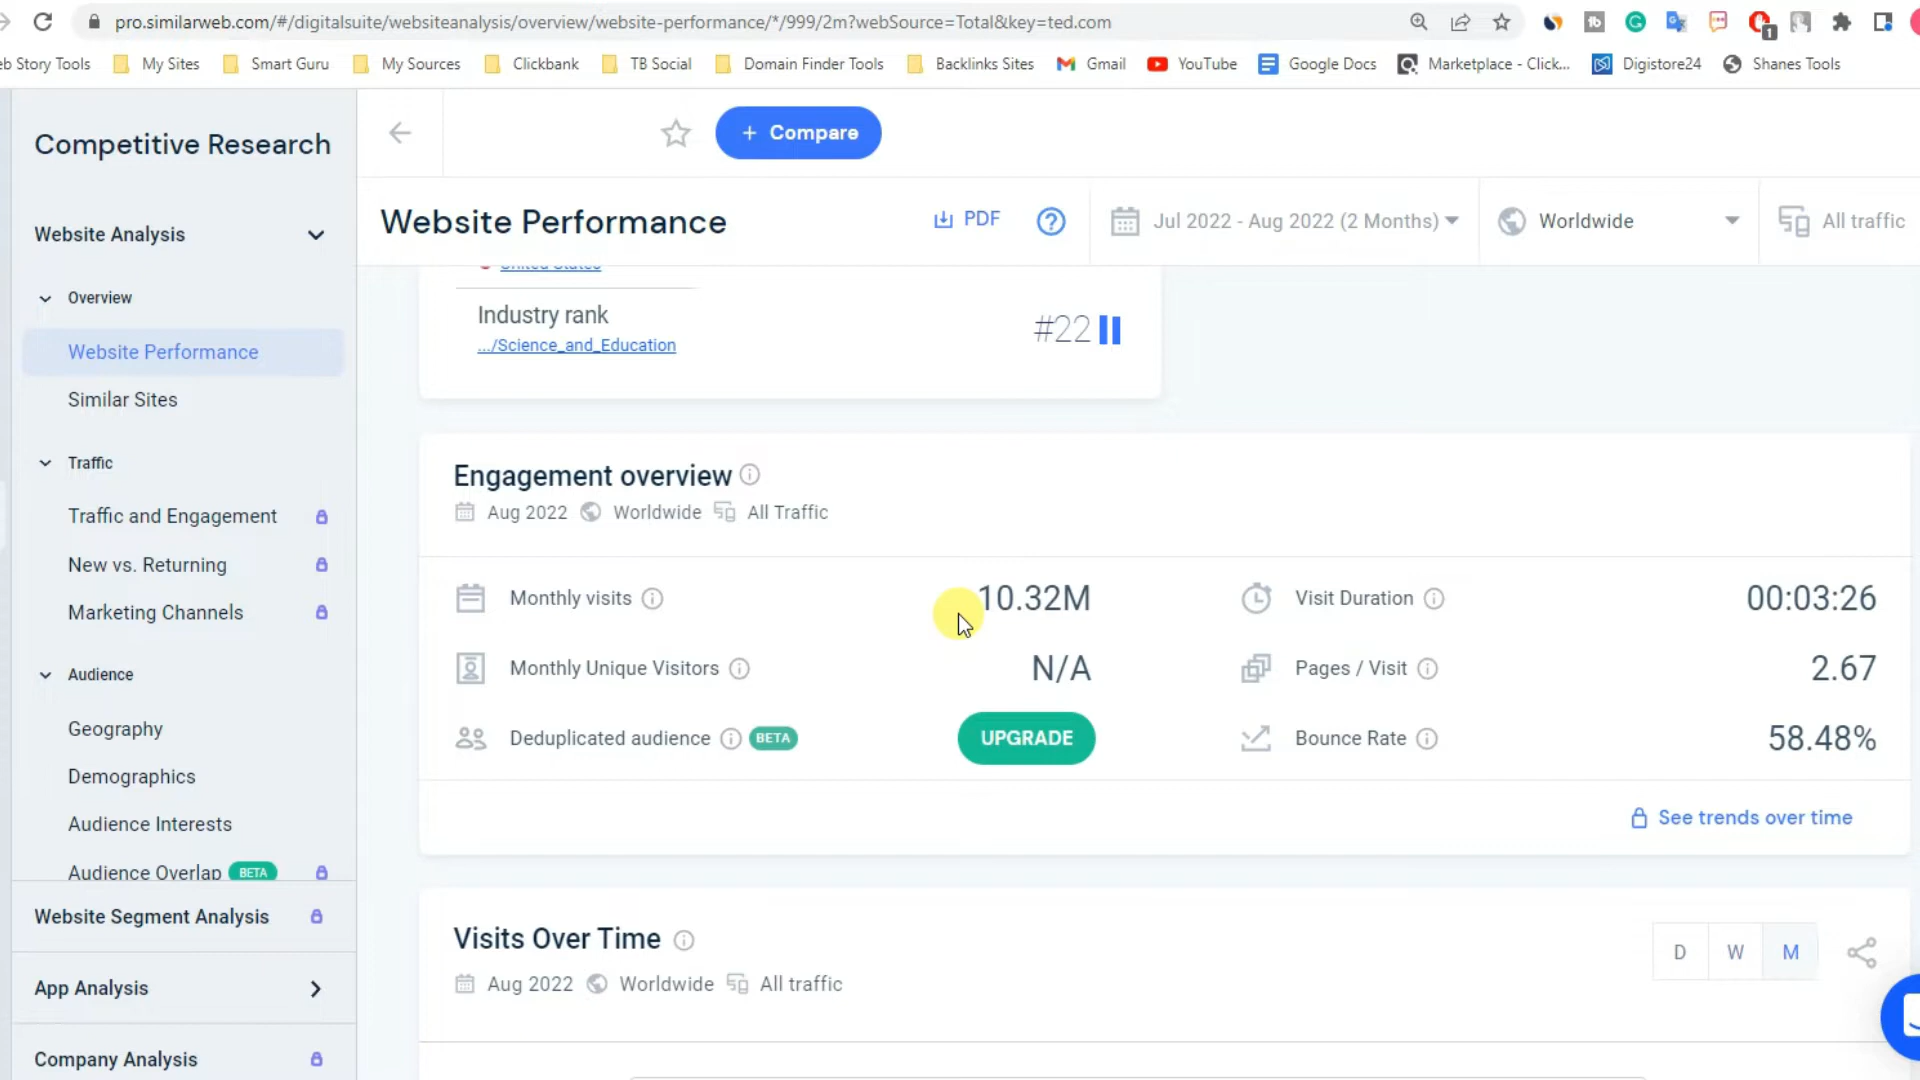 pro.similarweb.com/#/digitalsuite/websiteanalysis/overview/website-performance/*/999/2m?webSource=Total&key=ted.com
1
eb Story Tools
My Sites
Smart Guru
My Sources
Clickbank
TB Social
Domain Finder Tools
Backlinks Sites
Gmail
YouTube
Google Docs
Marketplace - Click...
Digistore24
Shanes Tools
Competitive Research
+ Compare
Website Performance
PDF
Jul 2022 - Aug 2022 (2 Months)
Worldwide
All traffic
Website Analysis
Overview
Website Performance
Similar Sites
Traffic
Traffic and Engagement
New vs. Returning
Marketing Channels
Audience
Geography
Demographics
Audience Interests
Audience Overlap BETA
Website Segment Analysis
App Analysis
Company Analysis
United States
Industry rank
#22
.../Science_and_Education
Engagement overview
Aug 2022 Worldwide All Traffic
Monthly visits 10.32M
Visit Duration 00:03:26
Monthly Unique Visitors N/A
Pages / Visit 2.67
Deduplicated audience BETA UPGRADE
Bounce Rate 58.48%
See trends over time
Visits Over Time
D W M
Aug 2022 Worldwide All traffic